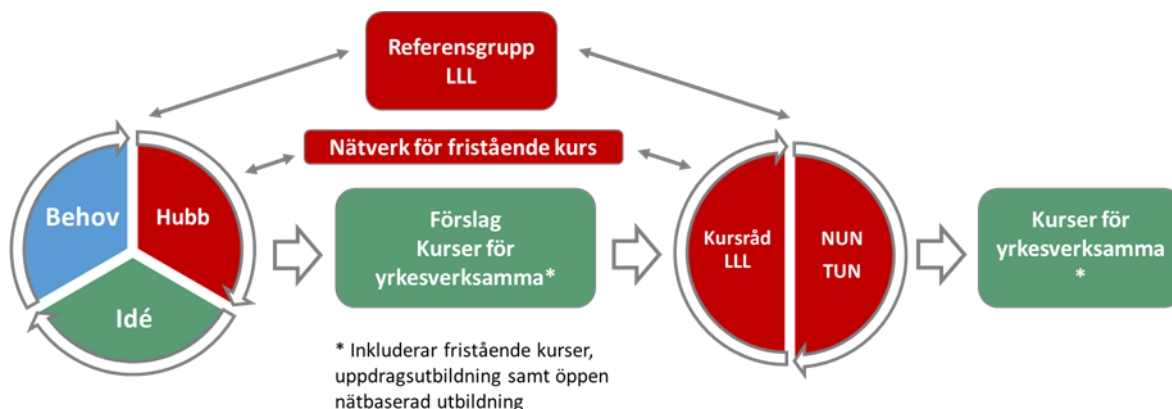 Referensgrupp
LLL
Nätverk för fristående kurs
Behov
Hubb
Idé
Förslag
Kurser för
yrkesverksamma*
Kursråd
LLL
NUN
TUN
Kurser för
yrkesverksamma
*
* Inkluderar fristående kurser,
uppdragsutbildning samt öppen
nätbaserad utbildning